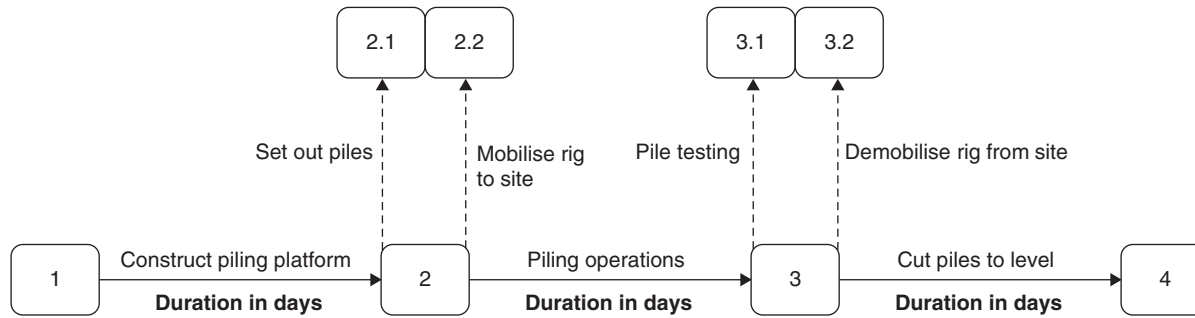 2.1
2.2
3.1
3.2
Set out piles
Mobilise rig
to site
Pile testing
Demobilise rig from site
1
Construct piling platform
Duration in days
2
Piling operations
Duration in days
3
Cut piles to level
Duration in days
4